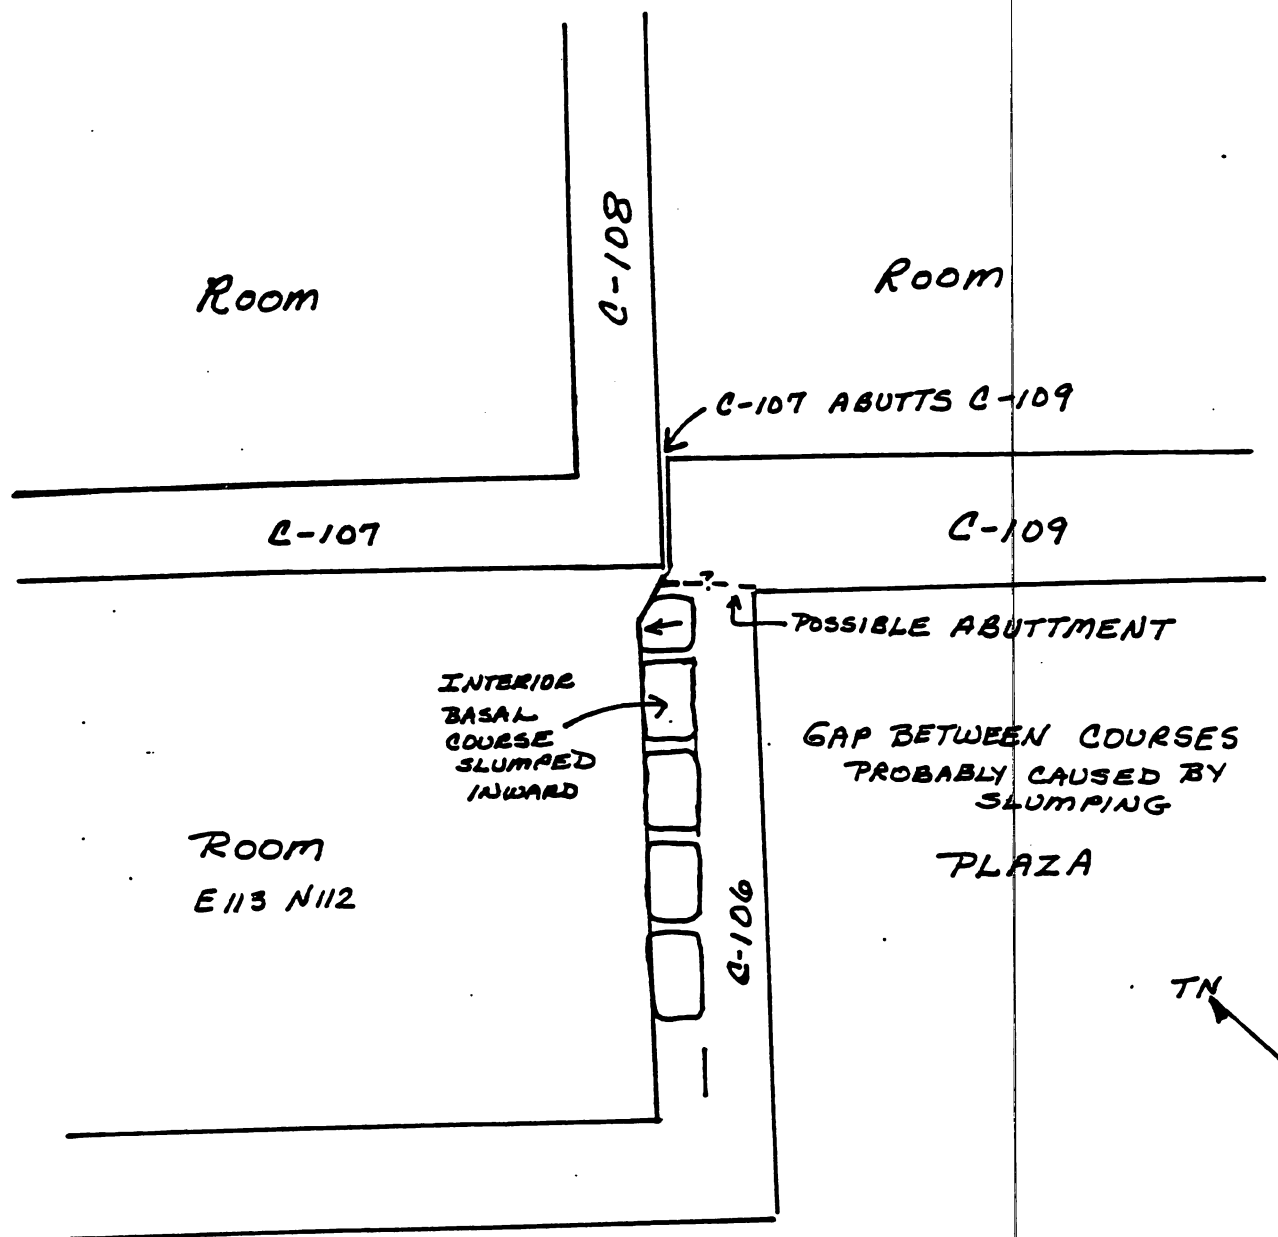 C-108
Room
Room
C-107 ABUTTS C-109
C-107
C-109
?
POSSIBLE ABUTTMENT
INTERIOR
BASAL
COURSE
SLUMPED
INWARD
GAP BETWEEN COURSES
PROBABLY CAUSED BY
SLUMPING
ROOM
E113 N112
PLAZA
C-106
TN